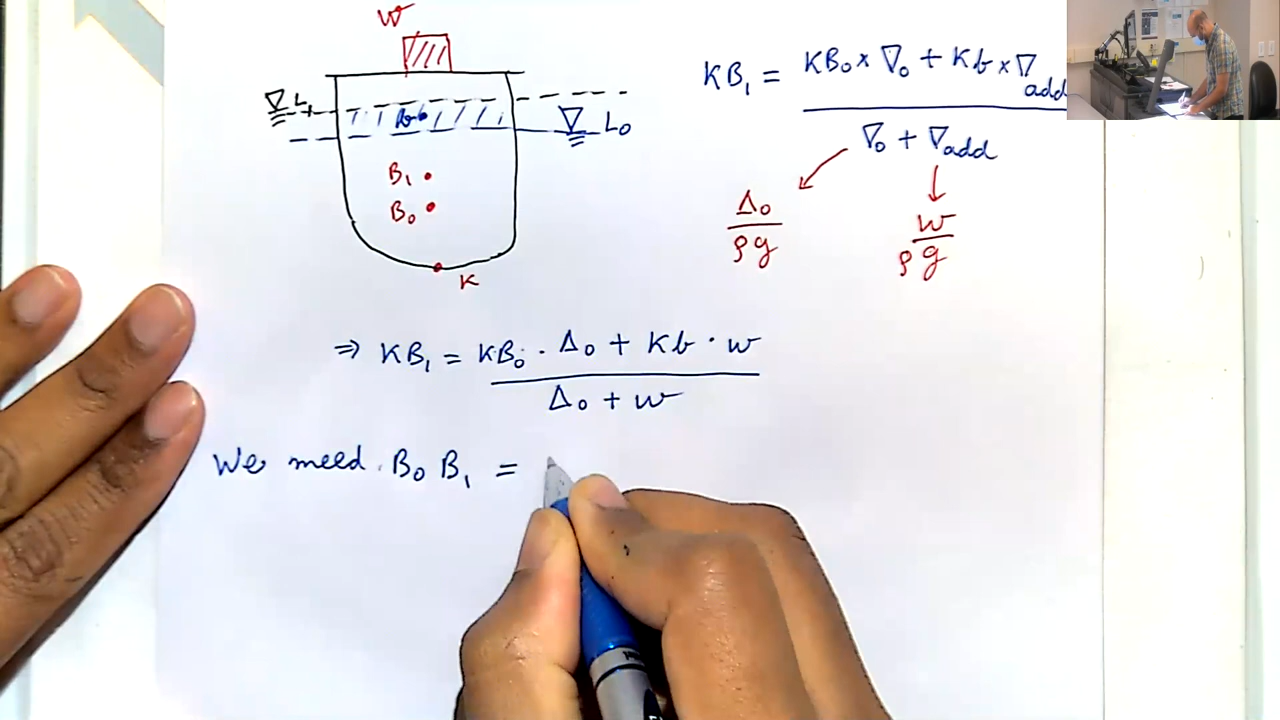 W
L₁
b
L₀
B₁
B₀
K
KB₁ = KB₀ × ∇₀ + Kb × ∇add
∇₀ + ∇add
Δ₀
ρg
w
ρg
⇒ KB₁ = KB₀ · Δ₀ + Kb · w
Δ₀ + w
We need B₀ B₁ =